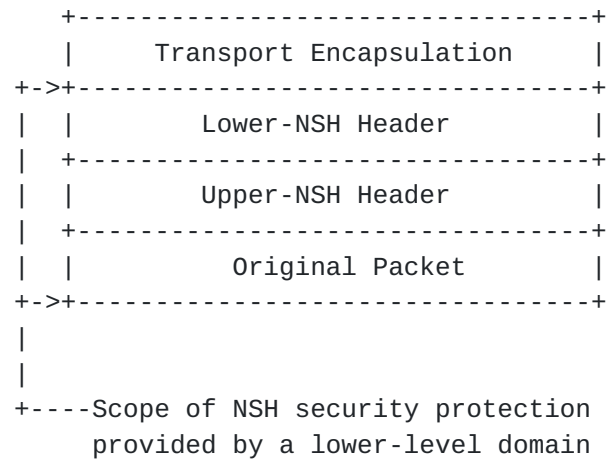 Transport Encapsulation
Lower-NSH Header
Upper-NSH Header
Original Packet
Scope of NSH security protection
provided by a lower-level domain